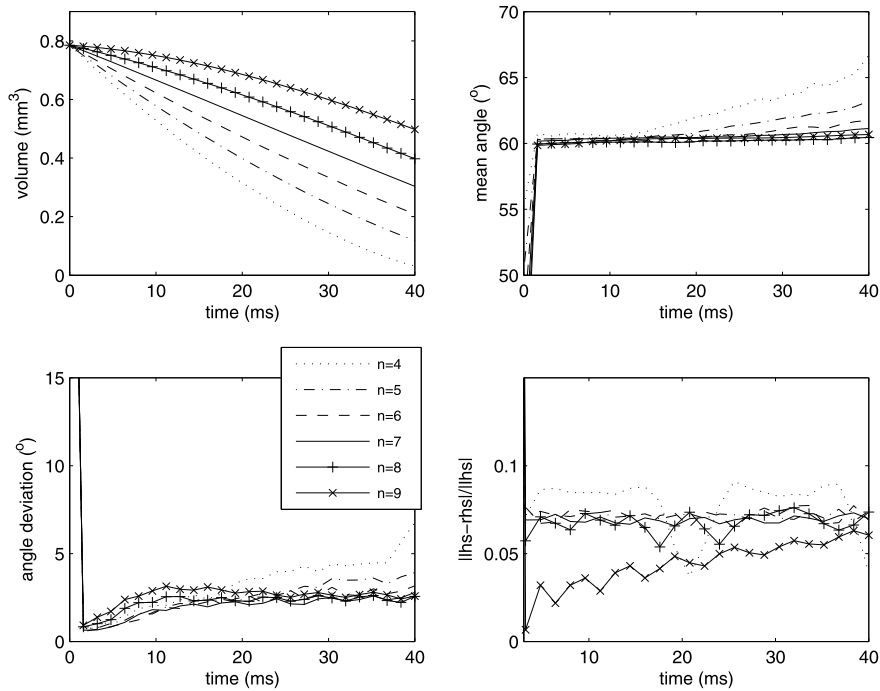 0.8
0.6
0.4
0.2
0
volume (mm³)
0 10 20 30 40
time (ms)
70
65
60
55
50
mean angle (°)
0 10 20 30 40
time (ms)
15
10
5
0
angle deviation (°)
0 10 20 30 40
time (ms)
n=4
n=5
n=6
n=7
n=8
n=9
0.1
0.05
0
|lhs−rhs|/|lhs|
10 20 30 40
time (ms)